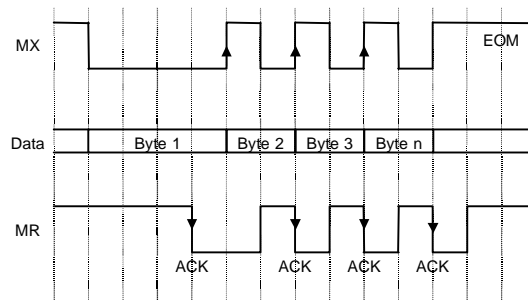 MX
EOM
Data
Byte 1
Byte 2
Byte 3
Byte n
MR
ACK
ACK
ACK
ACK